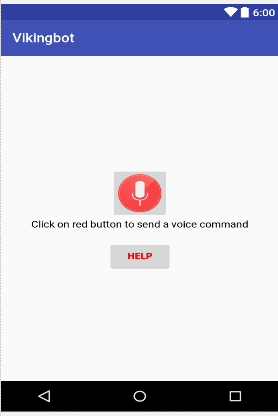 6:00
Vikingbot
Click on red button to send a voice command
HELP